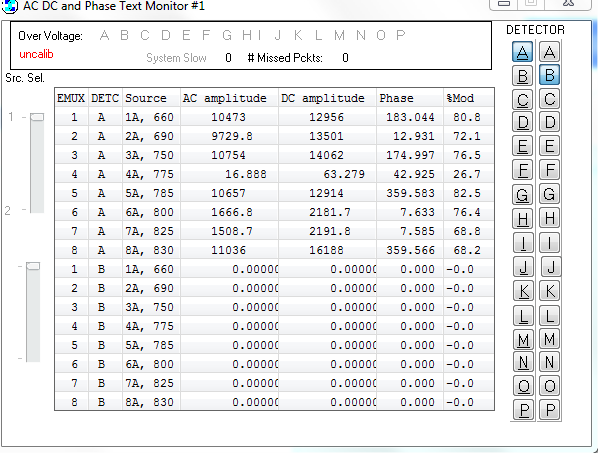 AC DC and Phase Text Monitor #1
Over Voltage: A B C D E F G H I J K L M N O P
uncalib
System Slow 0 # Missed Pckts: 0
DETECTOR
Src. Sel.
1
2
EMUX DETC Source AC amplitude DC amplitude Phase %Mod
1 A 1A, 660 10473 12956 183.044 80.8
2 A 2A, 690 9729.8 13501 12.931 72.1
3 A 3A, 750 10754 14062 174.997 76.5
4 A 4A, 775 16.888 63.279 42.925 26.7
5 A 5A, 785 10657 12914 359.583 82.5
6 A 6A, 800 1666.8 2181.7 7.633 76.4
7 A 7A, 825 1508.7 2191.8 7.585 68.8
8 A 8A, 830 11036 16188 359.566 68.2
1 B 1A, 660 0.00000 0.00000 0.000 -0.0
2 B 2A, 690 0.00000 0.00000 0.000 -0.0
3 B 3A, 750 0.00000 0.00000 0.000 -0.0
4 B 4A, 775 0.00000 0.00000 0.000 -0.0
5 B 5A, 785 0.00000 0.00000 0.000 -0.0
6 B 6A, 800 0.00000 0.00000 0.000 -0.0
7 B 7A, 825 0.00000 0.00000 0.000 -0.0
8 B 8A, 830 0.00000 0.00000 0.000 -0.0
A A
B B
C C
D D
E E
F F
G G
H H
I I
J J
K K
L L
M M
N N
O O
P P